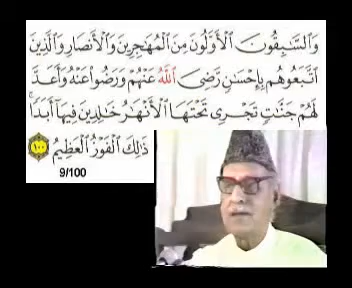 وَالسَّٰبِقُونَ الْأَوَّلُونَ مِنَ الْمُهَٰجِرِينَ وَالْأَنصَارِ وَالَّذِينَ
اتَّبَعُوهُم بِإِحْسَٰنٍ رَّضِيَ اللَّهُ عَنْهُمْ وَرَضُوا عَنْهُ وَأَعَدَّ
لَهُمْ جَنَّٰتٍ تَجْرِي تَحْتَهَا الْأَنْهَٰرُ خَٰلِدِينَ فِيهَا أَبَدًا ۚ
ذَٰلِكَ الْفَوْزُ الْعَظِيمُ ١٠٠
9/100